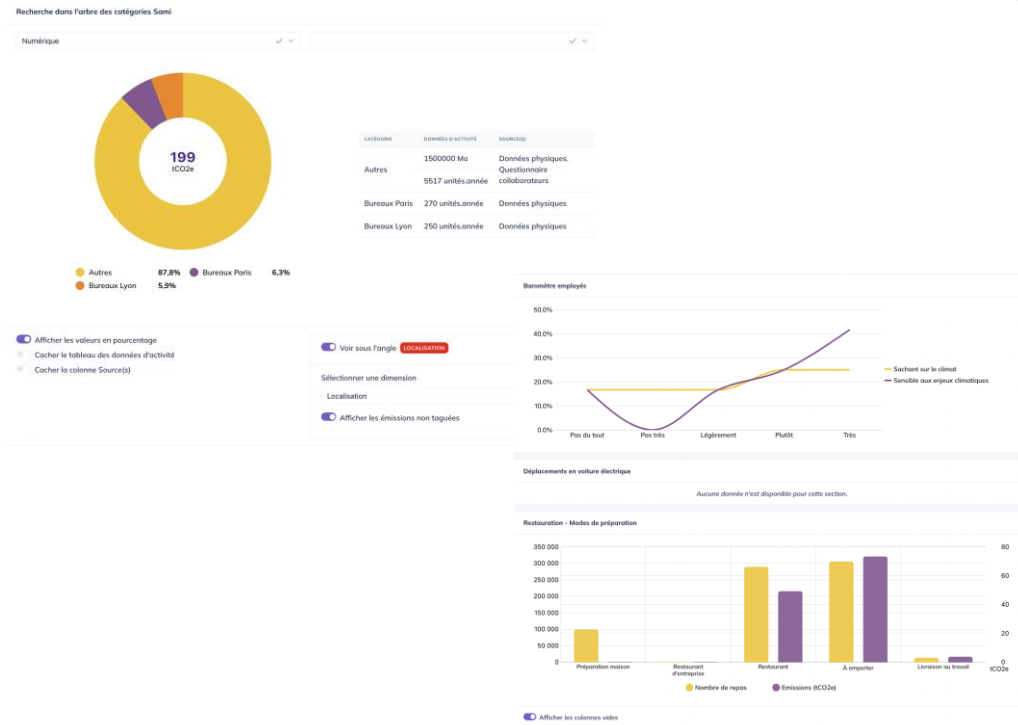 Recherche dans l'arbre des catégories Sami
Numérique
199
tCO2e
CATÉGORIE DONNÉES D'ACTIVITÉ SOURCE(S)
Autres
1500000 Mo
5517 unités.année
Données physiques,
Questionnaire
collaborateurs
Bureaux Paris 270 unités.année Données physiques
Bureaux Lyon 250 unités.année Données physiques
Autres 87,8% Bureaux Paris 6,3%
Bureaux Lyon 5,9%
Afficher les valeurs en pourcentage
Cacher le tableau des données d'activité
Cacher la colonne Source(s)
Voir sous l'angle LOCALISATION
Sélectionner une dimension
Localisation
Afficher les émissions non taguées
Baromètre employés
50.0%
40.0%
30.0%
20.0%
10.0%
0.0%
Pas du tout Pas très Légèrement Plutôt Très
Sachant sur le climat
Sensible aux enjeux climatiques
Déplacements en voiture électrique
Aucune donnée n'est disponible pour cette section.
Restauration - Modes de préparation
350 000 80
300 000
250 000 60
200 000
150 000 40
100 000 20
50 000
0 0
tCO2e
Préparation maison Restaurant d'entreprise Restaurant À emporter Livraison au travail
Nombre de repas Emissions (tCO2e)
Afficher les colonnes vides